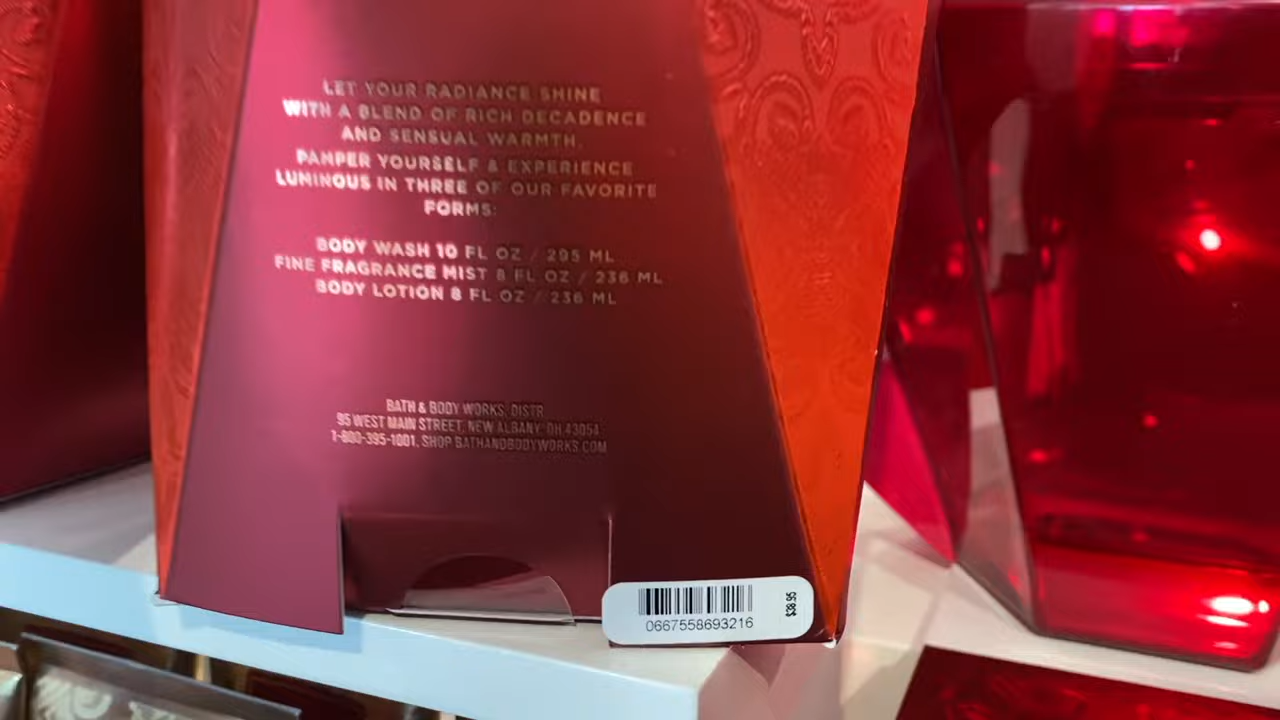 LET YOUR RADIANCE SHINE
WITH A BLEND OF RICH DECADENCE
AND SENSUAL WARMTH.
PAMPER YOURSELF & EXPERIENCE
LUMINOUS IN THREE OF OUR FAVORITE
FORMS:
BODY WASH 10 FL OZ / 295 ML
FINE FRAGRANCE MIST 8 FL OZ / 236 ML
BODY LOTION 8 FL OZ / 236 ML
BATH & BODY WORKS, DISTR.
95 WEST MAIN STREET, NEW ALBANY, OH 43054
1-800-395-1001. SHOP BATHANDBODYWORKS.COM
0667558693216
$38.95